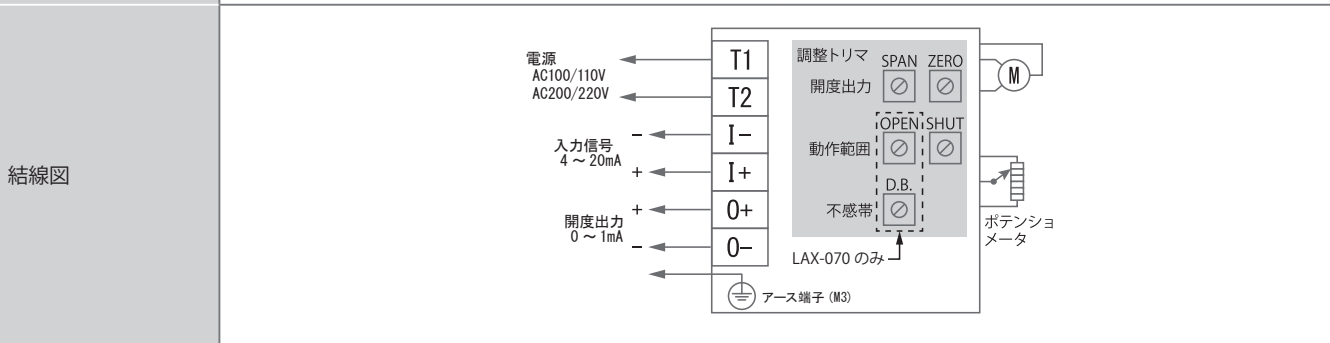 結線図
電源
AC100/110V
AC200/220V
入力信号
4～20mA
−
+
開度出力
0～1mA
+
−
T1
T2
I−
I+
0+
0−
アース端子 (M3)
調整トリマ
SPAN ZERO
開度出力
OPEN SHUT
動作範囲
D.B.
不感帯
LAX-070 のみ
M
ポテンショ
メータ